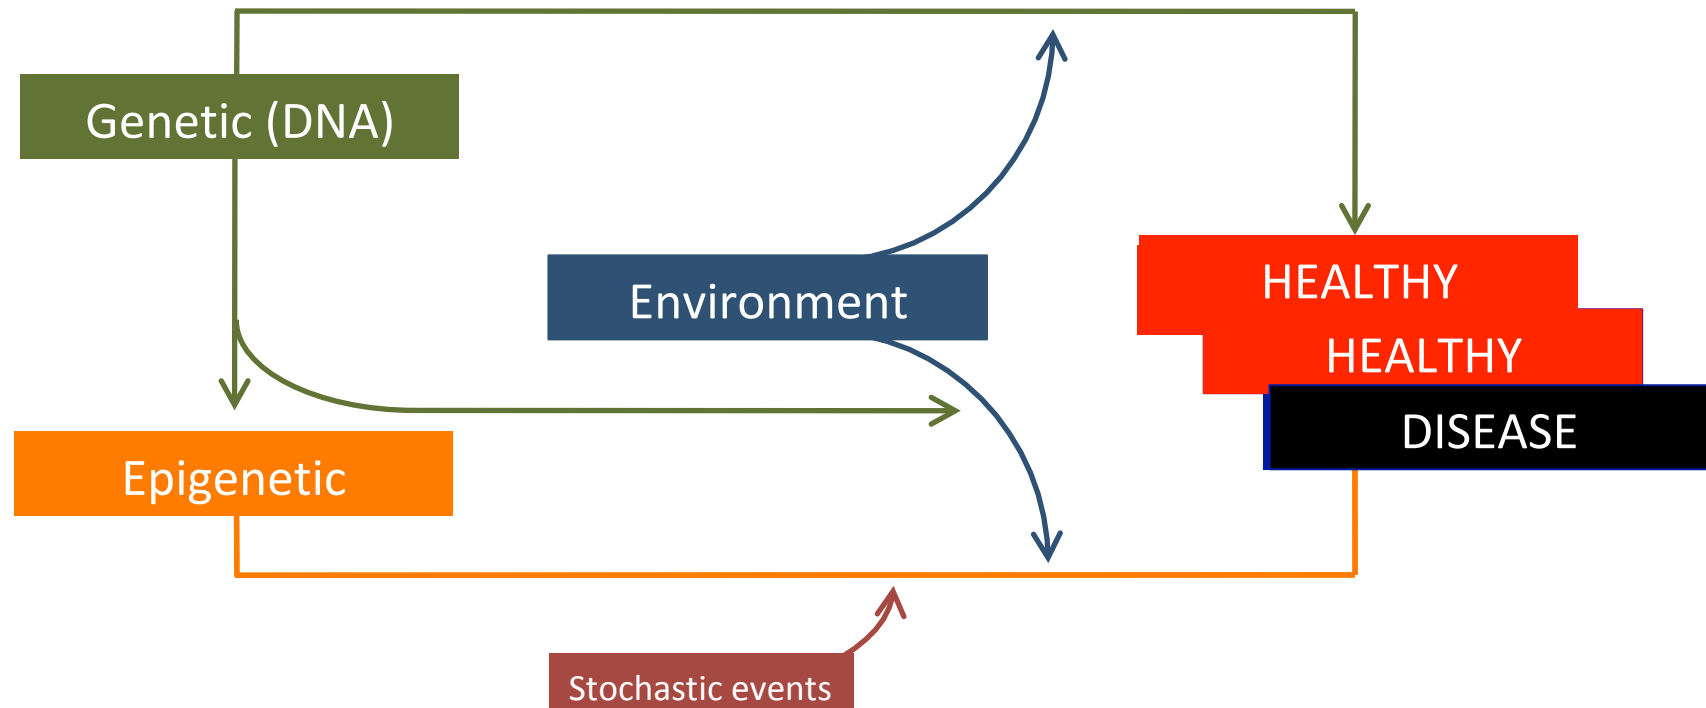 Genetic (DNA)
Environment
HEALTHY
HEALTHY
DISEASE
Epigenetic
Stochastic events